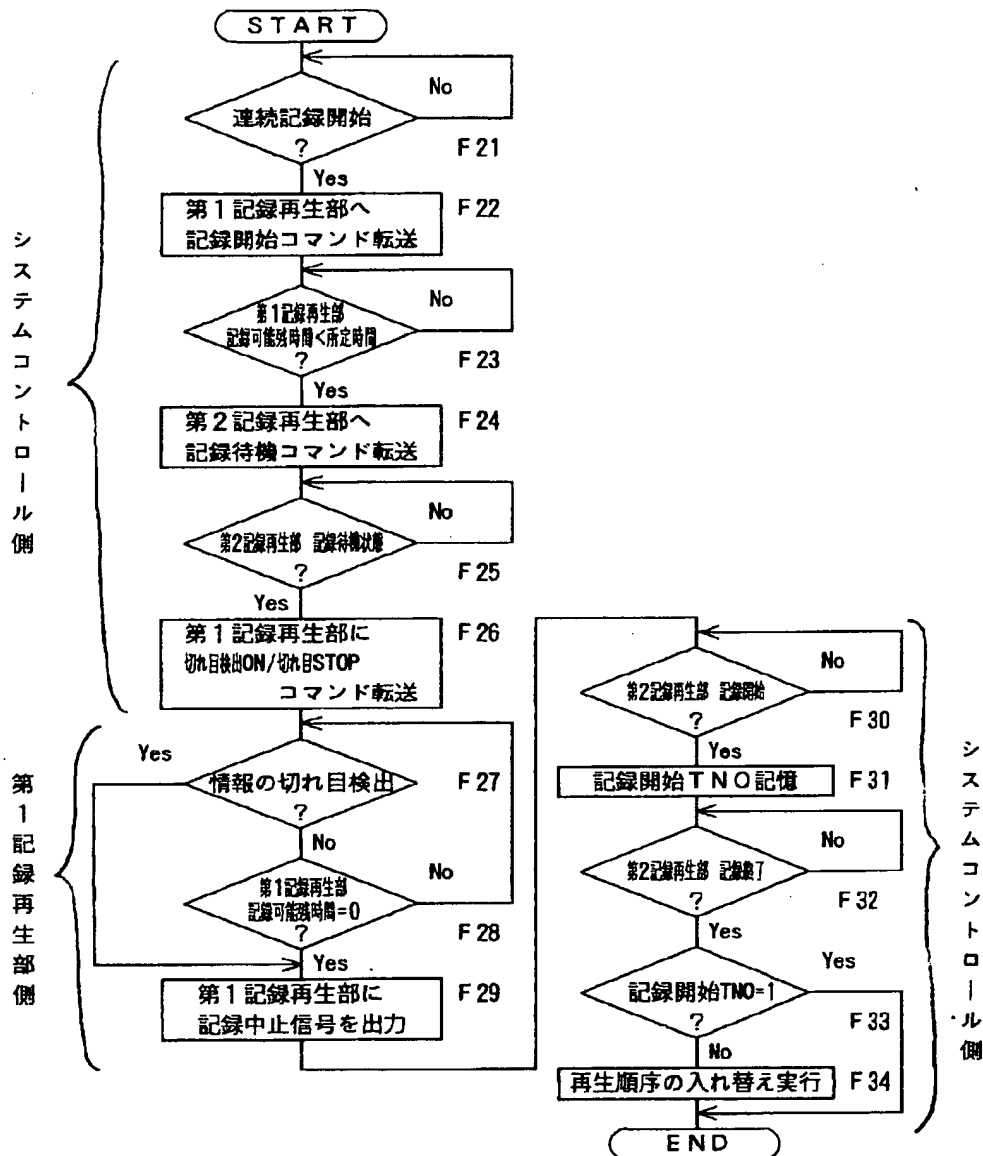 START
No
連続記録開始
?
F21
Yes
第1記録再生部へ
記録開始コマンド転送
F22
No
第1記録再生部
記録可能残時間<所定時間
?
F23
Yes
第2記録再生部へ
記録待機コマンド転送
F24
No
第2記録再生部 記録待機状態
?
F25
Yes
第1記録再生部に
切れ目検出ON/切れ目STOP
コマンド転送
F26
システムコントロール側
Yes
情報の切れ目検出
?
F27
No
No
第1記録再生部
記録可能残時間=0
?
F28
Yes
第1記録再生部に
記録中止信号を出力
F29
第1記録再生部側
No
第2記録再生部 記録開始
?
F30
Yes
記録開始TNO記憶
F31
No
第2記録再生部 記録終了
?
F32
Yes
Yes
記録開始TNO=1
?
F33
No
再生順序の入れ替え実行
F34
END
システムコントロール側